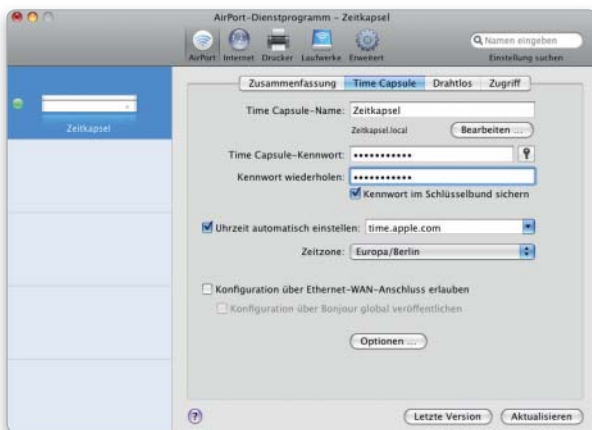 AirPort-Dienstprogramm – Zeitkapsel
AirPort Internet Drucker Laufwerke Erweitert
Namen eingeben
Einstellung suchen
Zeitkapsel
Zusammenfassung Time Capsule Drahtlos Zugriff
Time Capsule-Name: Zeitkapsel
Zeitkapsel.local Bearbeiten ...
Time Capsule-Kennwort: •••••••••••
Kennwort wiederholen: •••••••••••
Kennwort im Schlüsselbund sichern
Uhrzeit automatisch einstellen: time.apple.com
Zeitzone: Europa/Berlin
Konfiguration über Ethernet-WAN-Anschluss erlauben
Konfiguration über Bonjour global veröffentlichen
Optionen ...
? Letzte Version Aktualisieren